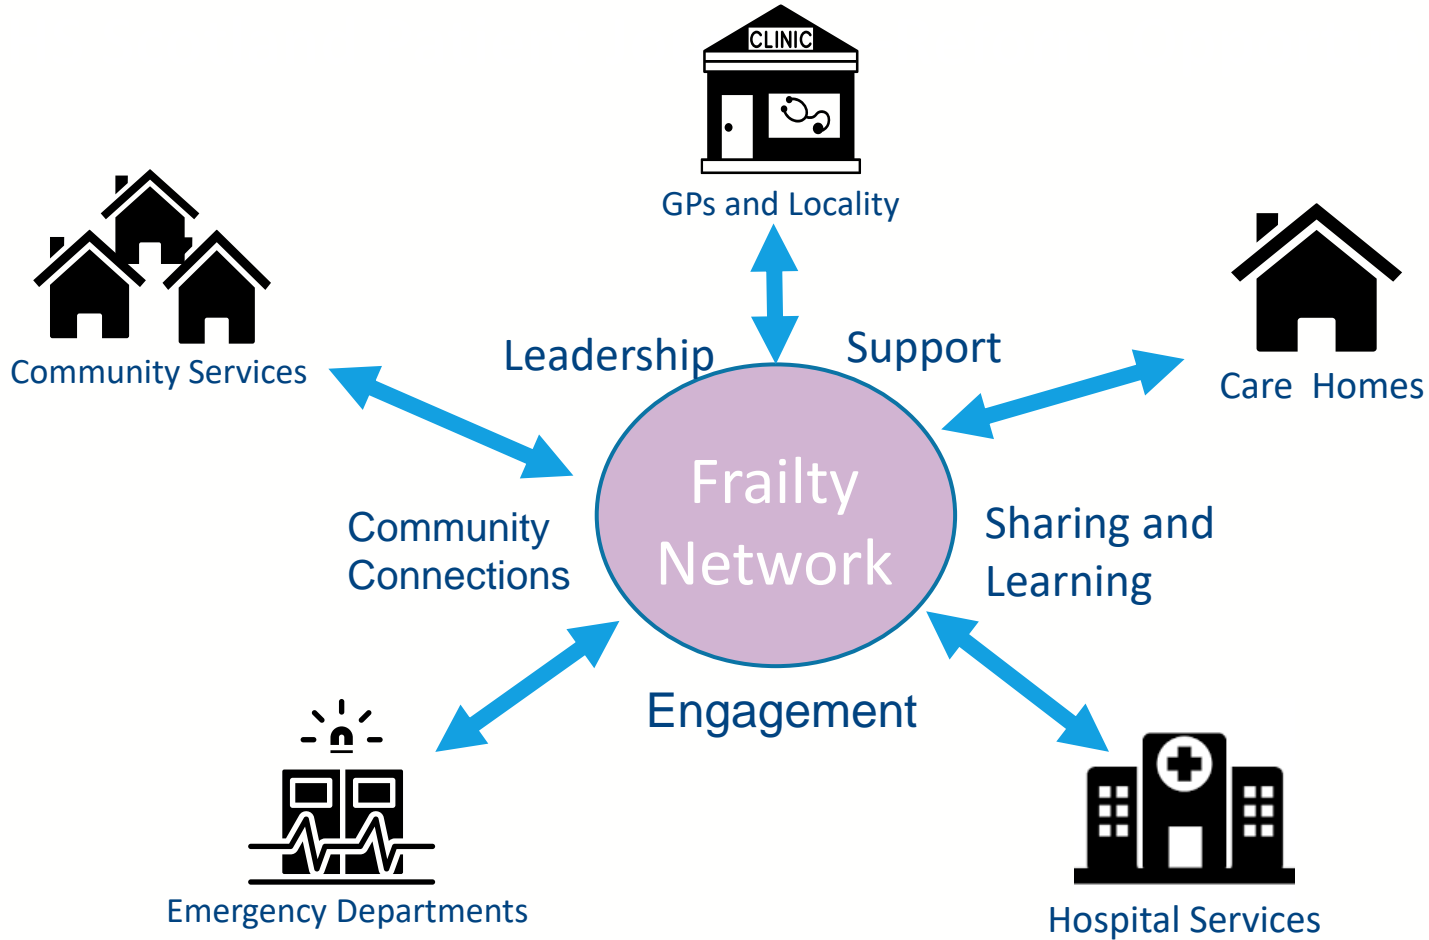 CLINIC
GPs and Locality
Community Services
Leadership
Support
Care Homes
Frailty
Network
Community
Connections
Sharing and
Learning
Engagement
Emergency Departments
Hospital Services